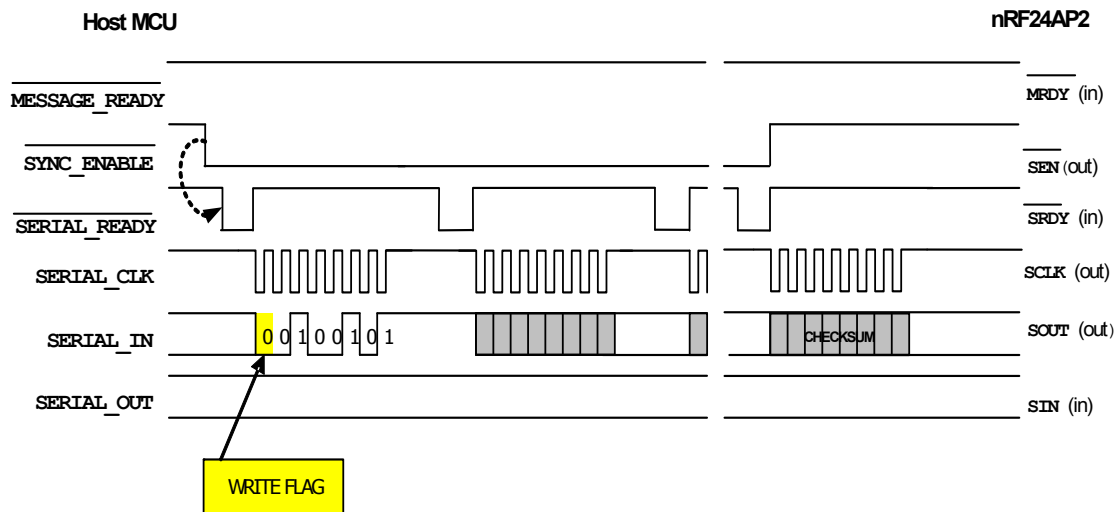 Host MCU
nRF24AP2
MESSAGE_READY
MRDY (in)
SYNC_ENABLE
SEN (out)
SERIAL_READY
SRDY (in)
SERIAL_CLK
SCLK (out)
SERIAL_IN
0 0 1 0 0 1 0 1
CHECKSUM
SOUT (out)
SERIAL_OUT
SIN (in)
WRITE FLAG